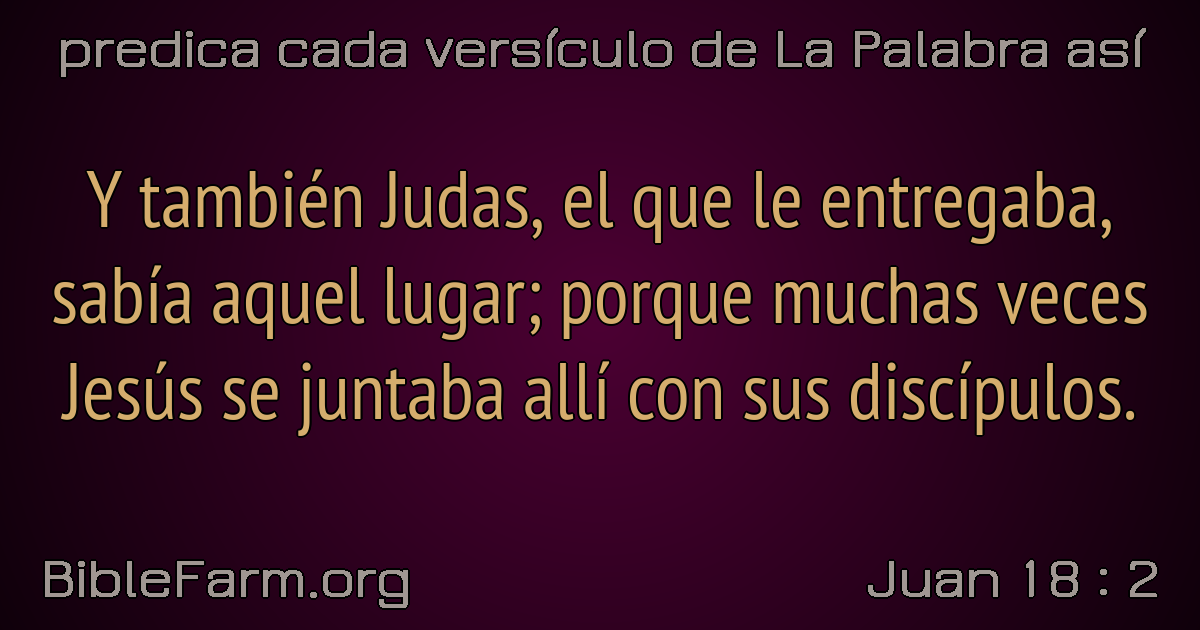 predica cada versículo de La Palabra así
Y también Judas, el que le entregaba,
sabía aquel lugar; porque muchas veces
Jesús se juntaba allí con sus discípulos.
BibleFarm.org
Juan 18 : 2